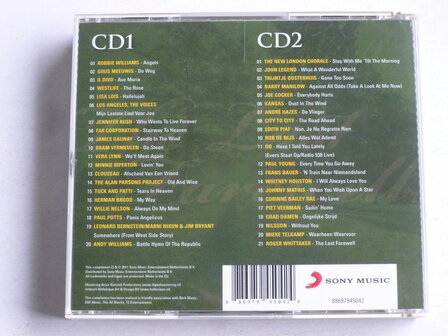 CD1
01 ROBBIE WILLIAMS - Angels
02 GUUS MEEUWIS - De Weg
03 IL DIVO - Ave Maria
04 WESTLIFE - The Rose
05 LISA LOIS - Hallelujah
06 LOS ANGELES, THE VOICES
Mijn Laatste Lied Voor Jou
07 JENNIFER RUSH - Who Wants To Live Forever
08 FAR CORPORATION - Stairway To Heaven
09 JAMES GALWAY - Candle In The Wind
10 BRAM VERMEULEN - De Steen
11 VERA LYNN - We'll Meet Again
12 MINNIE RIPERTON - Lovin' You
13 CLOUSEAU - Afscheid Van Een Vriend
14 THE ALAN PARSONS PROJECT - Old And Wise
15 TUCK AND PATTI - Tears In Heaven
16 HERMAN BROOD - My Way
17 WILLIE NELSON - Always On My Mind
18 PAUL POTTS - Panis Angelicus
19 LEONARD BERNSTEIN/MARNI NIXON & JIM BRYANT
Somewhere (From West Side Story)
20 ANDY WILLIAMS - Battle Hymn Of The Republic
CD2
01 THE NEW LONDON CHORALE - Stay With Me 'Till The Morning
02 JOHN LEGEND - What A Wonderful World
03 TRIJNTJE OOSTERHUIS - Gone Too Soon
04 BARRY MANILOW - Against All Odds (Take A Look At Me Now)
05 JOE COCKER - Everybody Hurts
06 KANSAS - Dust In The Wind
07 ANDRÉ HAZES - De Vlieger
08 CITY TO CITY - The Road Ahead
09 EDITH PIAF - Non, Je Ne Regrette Rien
10 ROB DE NIJS - Alles Wat Ademt
11 DO - Have I Told You Lately
(Evers Staat Op/Radio 538 Live)
12 PAUL YOUNG - Every Time You Go Away
13 FRANS BAUER - 'N Traan Naar Niemandsland
14 WHITNEY HOUSTON - I Will Always Love You
15 JOHNNY MATHIS - When You Wish Upon A Star
16 CORINNE BAILEY RAE - My Love
17 PIET VEERMAN - Sailin' Home
18 GRAD DAMEN - Ongelijke Strijd
19 NILSSON - Without You
20 MIEKE TELKAMP - Waarheen Waarvoor
21 ROGER WHITTAKER - The Last Farewell
SONY MUSIC
88697945042